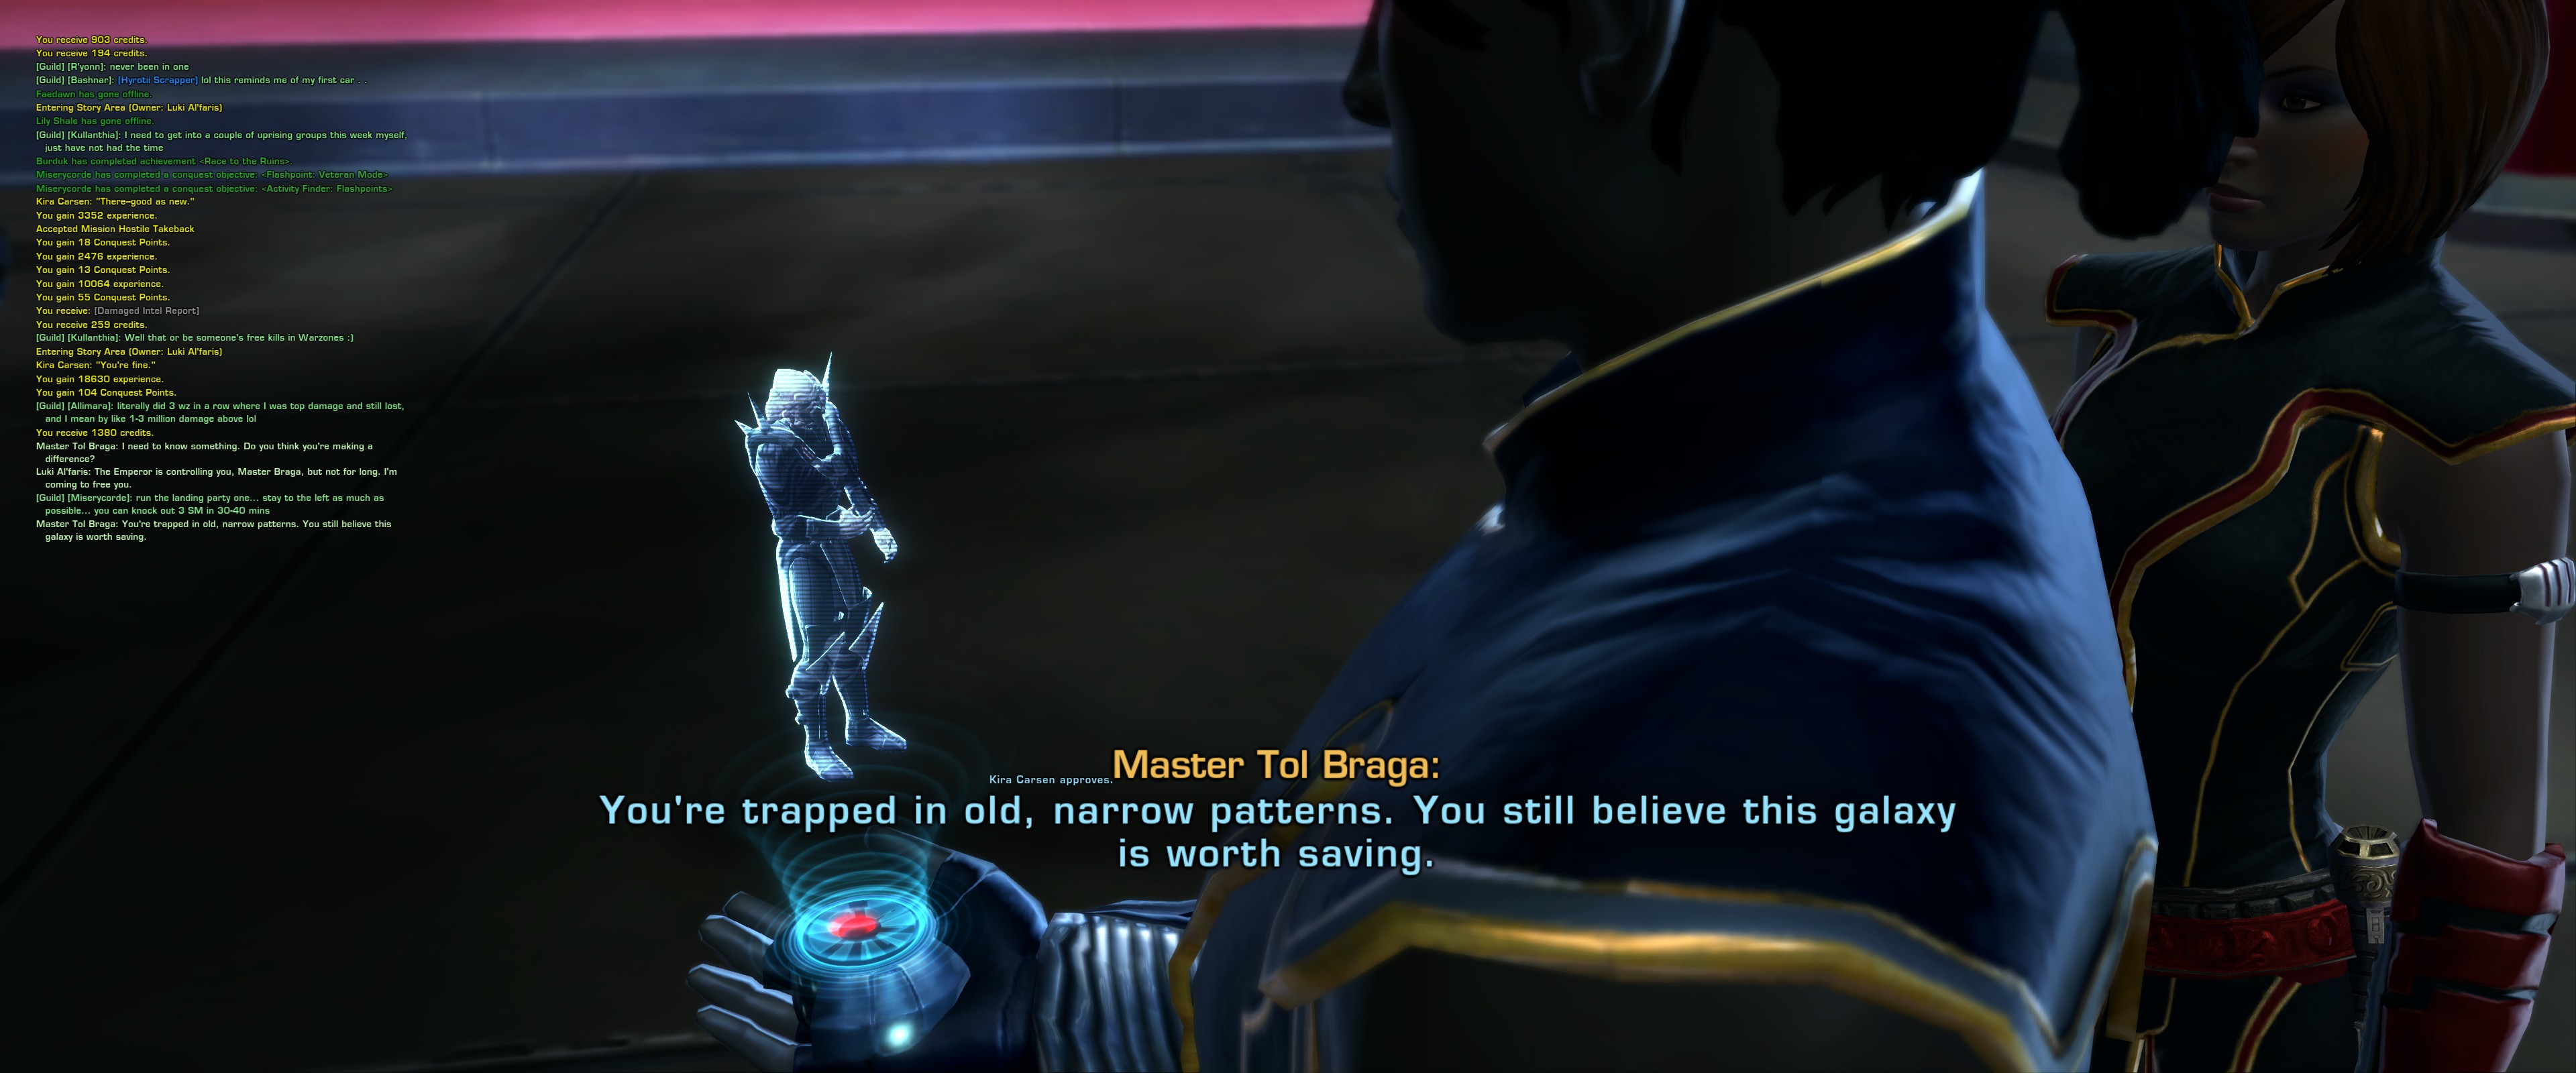 You receive 903 credits.
You receive 194 credits.
[Guild] [R'yonn]: never been in one
[Guild] [Bashnar]: [Hyrotii Scrapper] lol this reminds me of my first car . .
Faedawn has gone offline.
Entering Story Area (Owner: Luki Al'faris)
Lily Shale has gone offline.
[Guild] [Kullanthia]: I need to get into a couple of uprising groups this week myself,
just have not had the time
Burduk has completed achievement <Race to the Ruins>.
Miserycorde has completed a conquest objective: <Flashpoint: Veteran Mode>
Miserycorde has completed a conquest objective: <Activity Finder: Flashpoints>
Kira Carsen: "There–good as new."
You gain 3352 experience.
Accepted Mission Hostile Takeback
You gain 18 Conquest Points.
You gain 2476 experience.
You gain 13 Conquest Points.
You gain 10064 experience.
You gain 55 Conquest Points.
You receive: [Damaged Intel Report]
You receive 259 credits.
[Guild] [Kullanthia]: Well that or be someone's free kills in Warzones :)
Entering Story Area (Owner: Luki Al'faris)
Kira Carsen: "You're fine."
You gain 18630 experience.
You gain 104 Conquest Points.
[Guild] [Allimara]: literally did 3 wz in a row where I was top damage and still lost,
and I mean by like 1-3 million damage above lol
You receive 1380 credits.
Master Tol Braga: I need to know something. Do you think you're making a
difference?
Luki Al'faris: The Emperor is controlling you, Master Braga, but not for long. I'm
coming to free you.
[Guild] [Miserycorde]: run the landing party one... stay to the left as much as
possible... you can knock out 3 SM in 30-40 mins
Master Tol Braga: You're trapped in old, narrow patterns. You still believe this
galaxy is worth saving.
Kira Carsen approves.
Master Tol Braga:
You're trapped in old, narrow patterns. You still believe this galaxy
is worth saving.